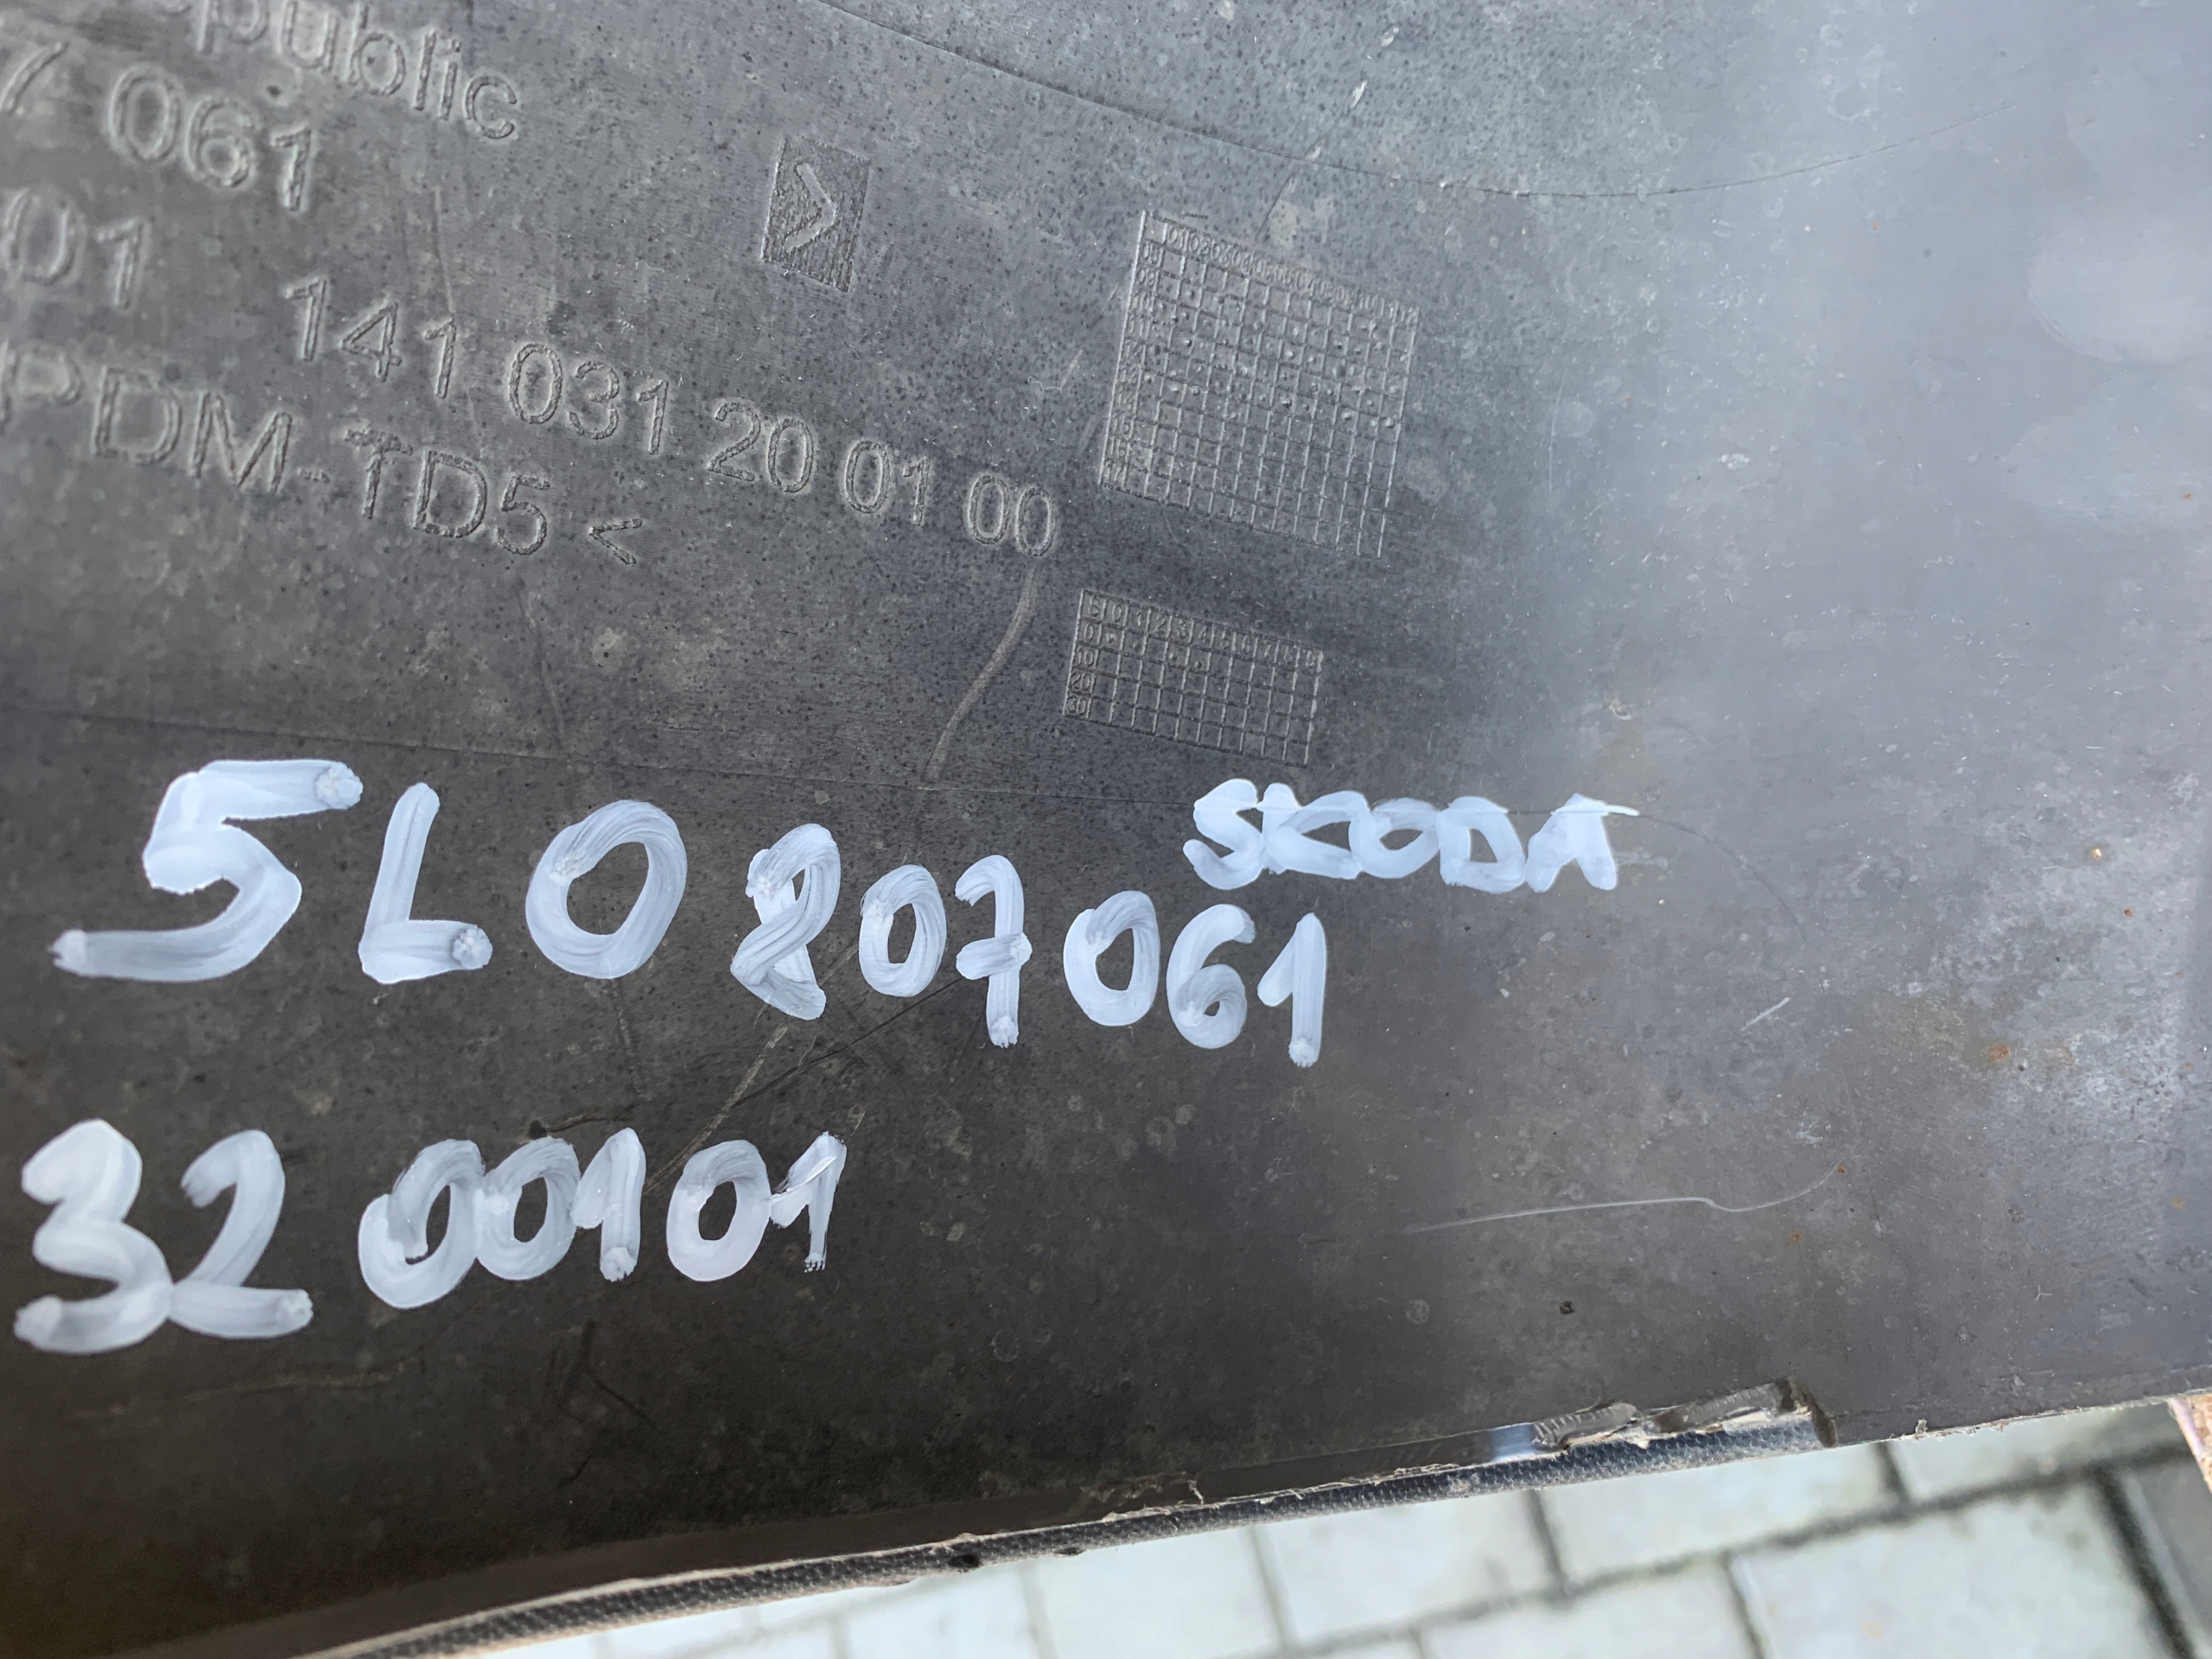 epublic
7 061
01 141 031 20 01 00
PDM-TD5 <
SKODA
5L0 807 061
32 00101